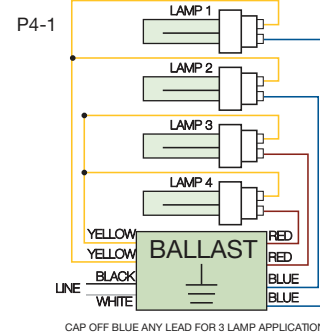 P4-1
LAMP 1
LAMP 2
LAMP 3
LAMP 4
YELLOW
YELLOW
BLACK
LINE
WHITE
BALLAST
RED
RED
BLUE
BLUE
CAP OFF BLUE ANY LEAD FOR 3 LAMP APPLICATION